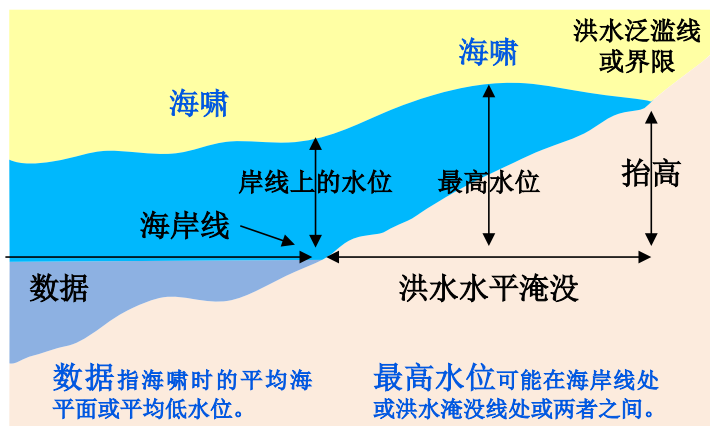 洪水泛滥线
或界限
海啸
海啸
岸线上的水位
最高水位
抬高
海岸线
数据
洪水水平淹没
数据指海啸时的平均海
平面或平均低水位。
最高水位可能在海岸线处
或洪水淹没线处或两者之间。